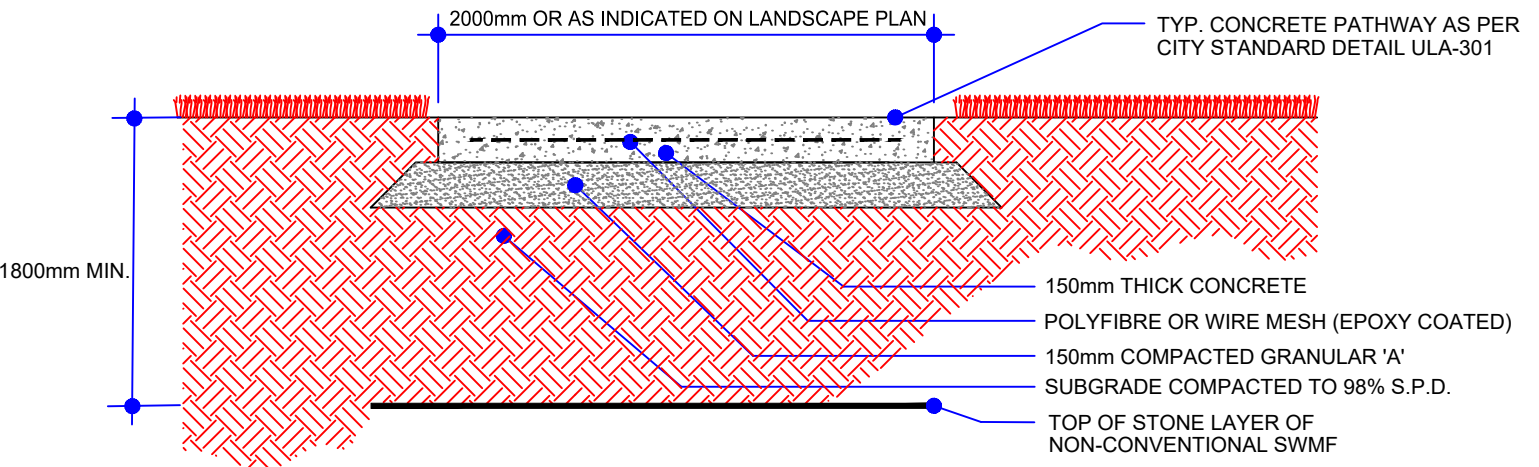 2000mm OR AS INDICATED ON LANDSCAPE PLAN
TYP. CONCRETE PATHWAY AS PER
CITY STANDARD DETAIL ULA-301
1800mm MIN.
150mm THICK CONCRETE
POLYFIBRE OR WIRE MESH (EPOXY COATED)
150mm COMPACTED GRANULAR 'A'
SUBGRADE COMPACTED TO 98% S.P.D.
TOP OF STONE LAYER OF
NON-CONVENTIONAL SWMF